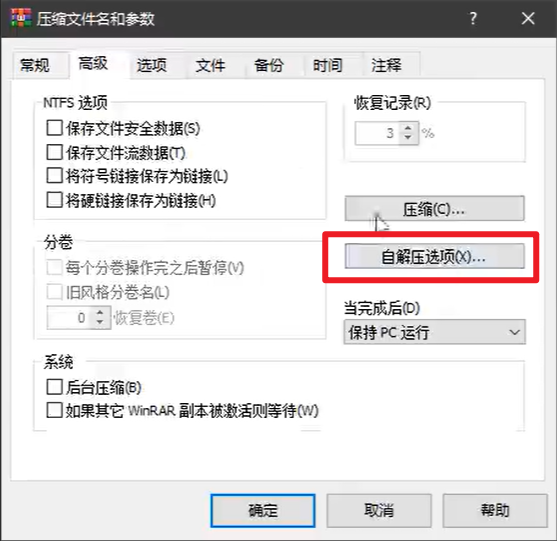 压缩文件名和参数
?
常规 高级 选项 文件 备份 时间 注释
NTFS 选项
保存文件安全数据(S)
保存文件流数据(T)
将符号链接保存为链接(L)
将硬链接保存为链接(H)
恢复记录(R)
3 %
压缩(C)...
自解压选项(X)...
分卷
每个分卷操作完之后暂停(V)
旧风格分卷名(L)
0 恢复卷(E)
当完成后(D)
保持 PC 运行
系统
后台压缩(B)
如果其它 WinRAR 副本被激活则等待(W)
确定 取消 帮助